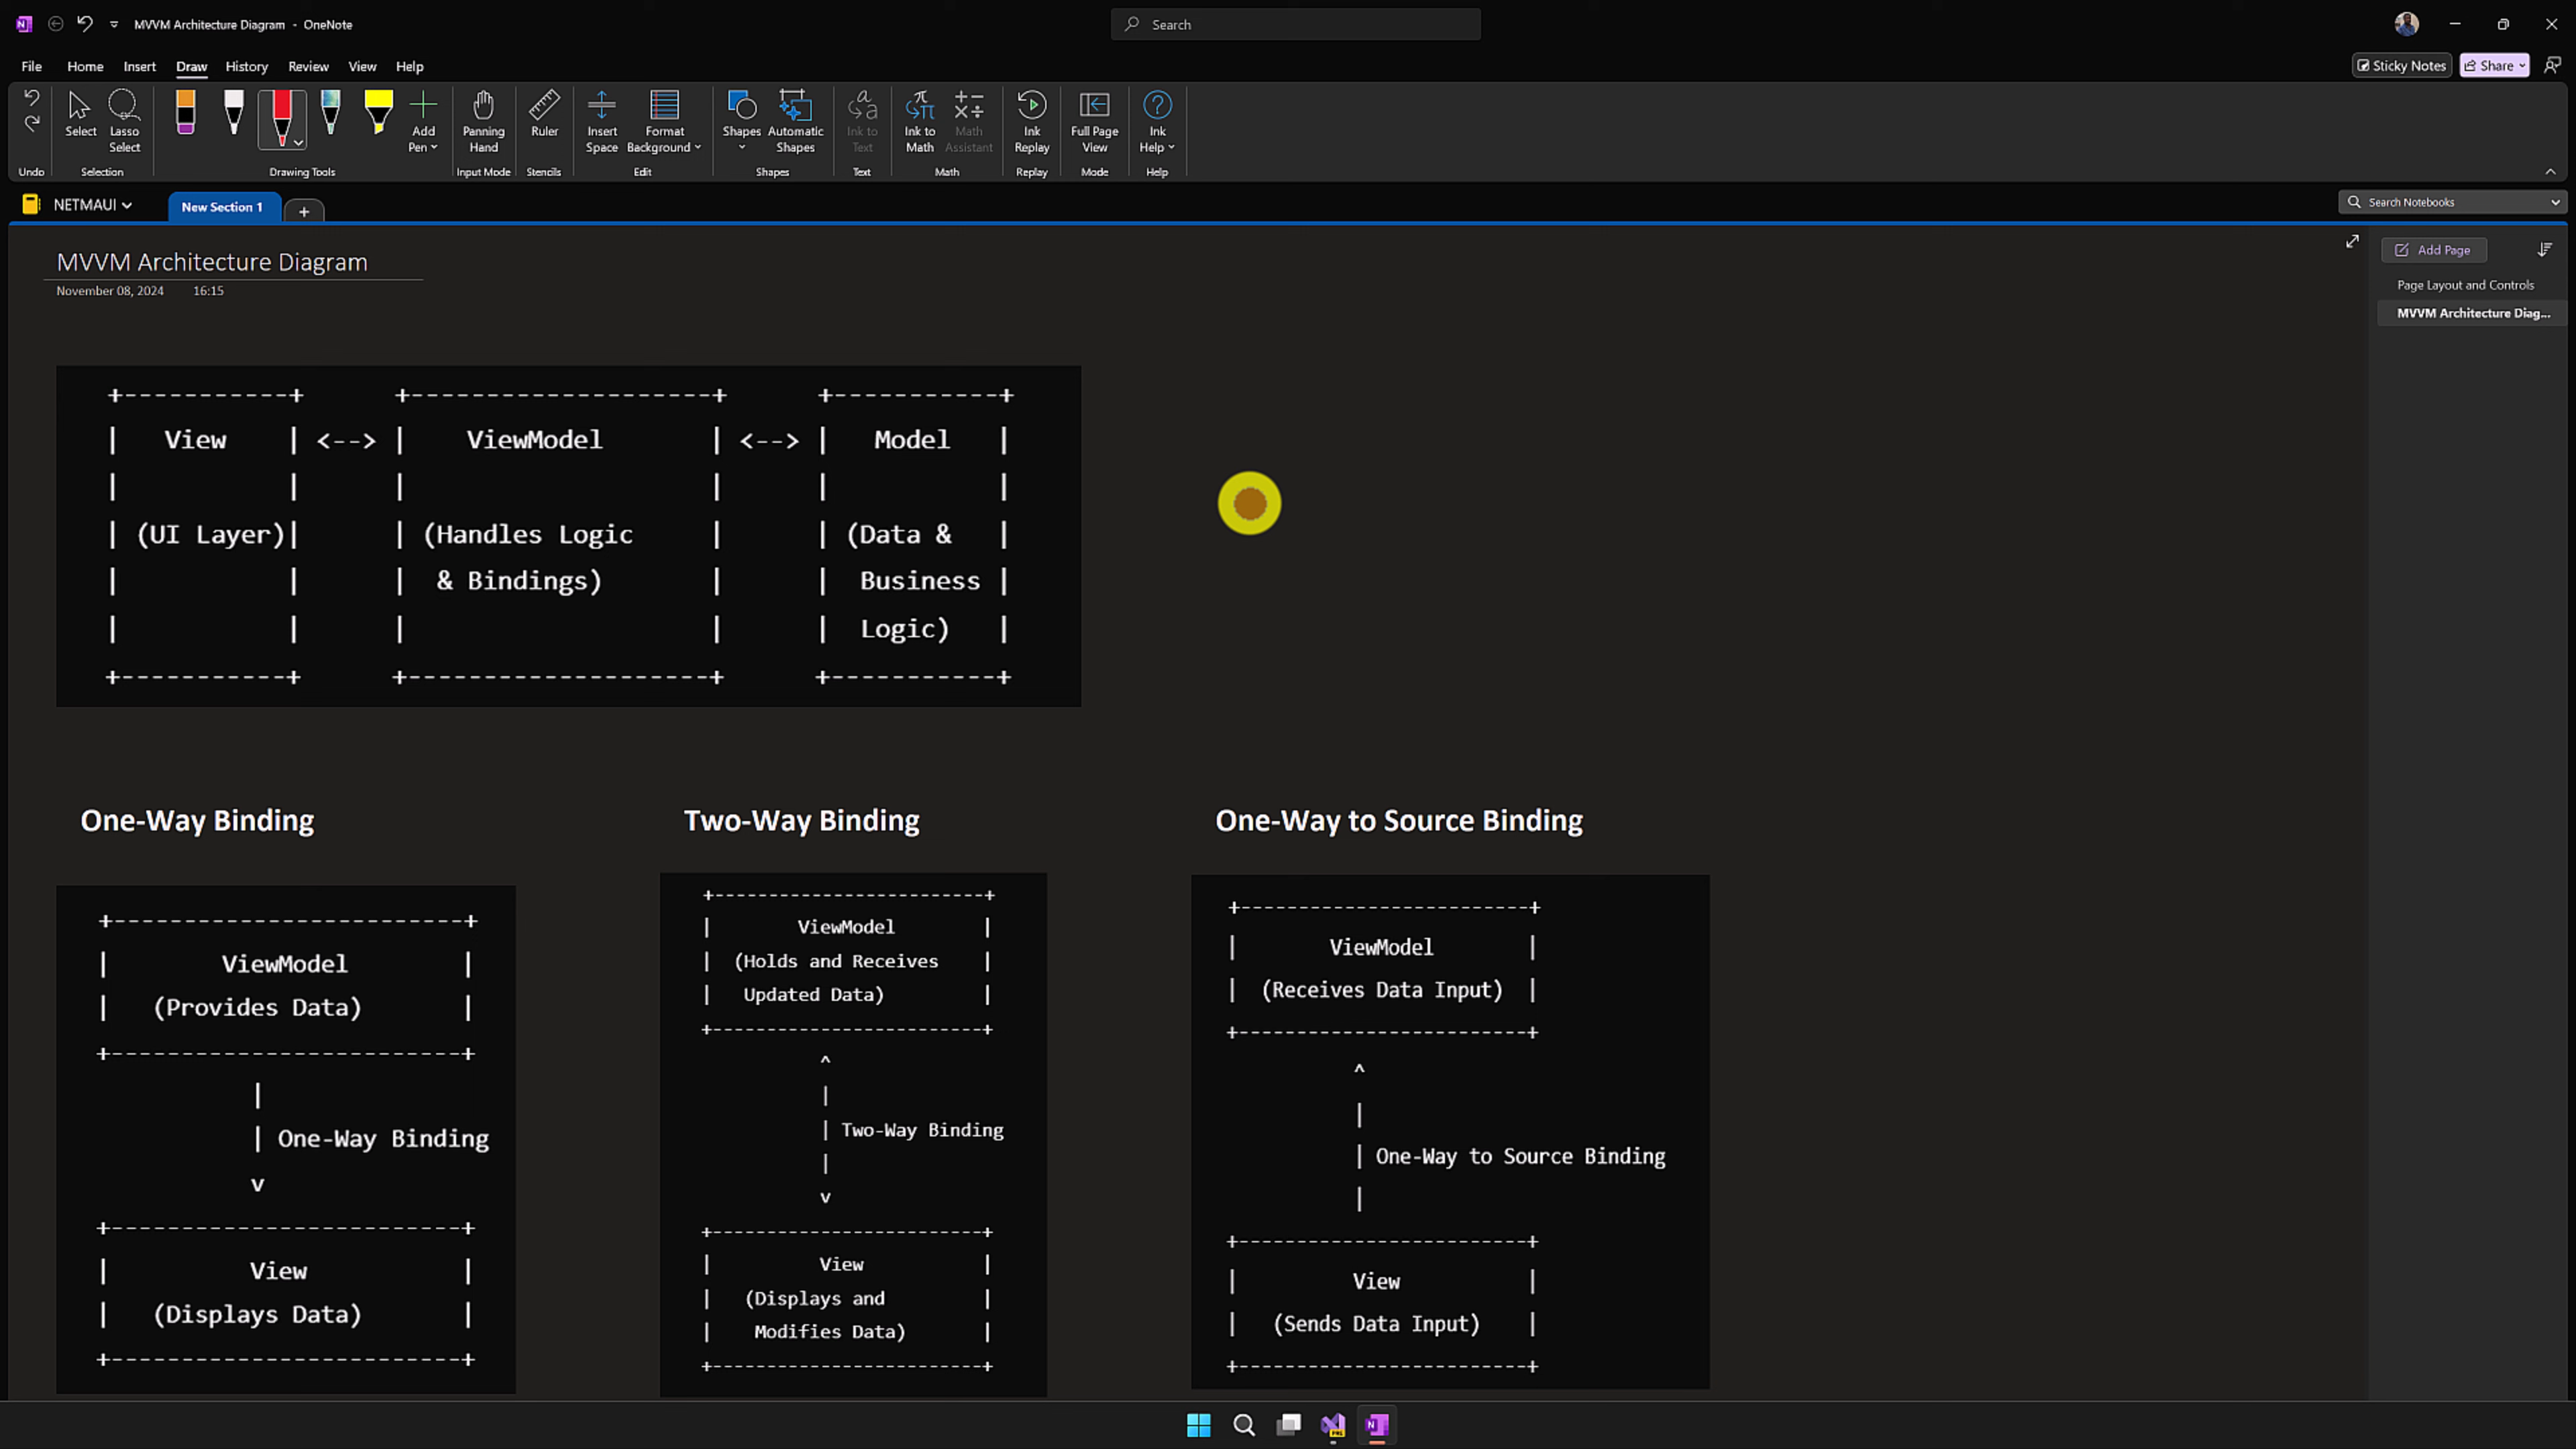 MVVM Architecture Diagram - OneNote
Search
File Home Insert Draw History Review View Help
Sticky Notes Share
Select
Lasso Select
Add Pen
Panning Hand
Ruler
Insert Space
Format Background
Shapes
Automatic Shapes
Ink to Text
Ink to Math
Math Assistant
Ink Replay
Full Page View
Ink Help
Undo Selection Drawing Tools Input Mode Stencils Edit Shapes Text Math Replay Mode Help
NETMAUI New Section 1 +
Search Notebooks
MVVM Architecture Diagram
November 08, 2024 16:15
Add Page
Page Layout and Controls
MVVM Architecture Diag...
+-----------+ +--------------------+ +-----------+
| View | <--> | ViewModel | <--> | Model |
| | | | | |
| (UI Layer)| | (Handles Logic | | (Data & |
| | | & Bindings) | | Business |
| | | | | Logic) |
+-----------+ +--------------------+ +-----------+
One-Way Binding
+-------------------------+
| ViewModel |
| (Provides Data) |
+-------------------------+
|
| One-Way Binding
v
+-------------------------+
| View |
| (Displays Data) |
+-------------------------+
Two-Way Binding
+-------------------------+
| ViewModel |
| (Holds and Receives |
| Updated Data) |
+-------------------------+
^
|
| Two-Way Binding
|
v
+-------------------------+
| View |
| (Displays and |
| Modifies Data) |
+-------------------------+
One-Way to Source Binding
+-------------------------+
| ViewModel |
| (Receives Data Input) |
+-------------------------+
^
|
| One-Way to Source Binding
|
+-------------------------+
| View |
| (Sends Data Input) |
+-------------------------+